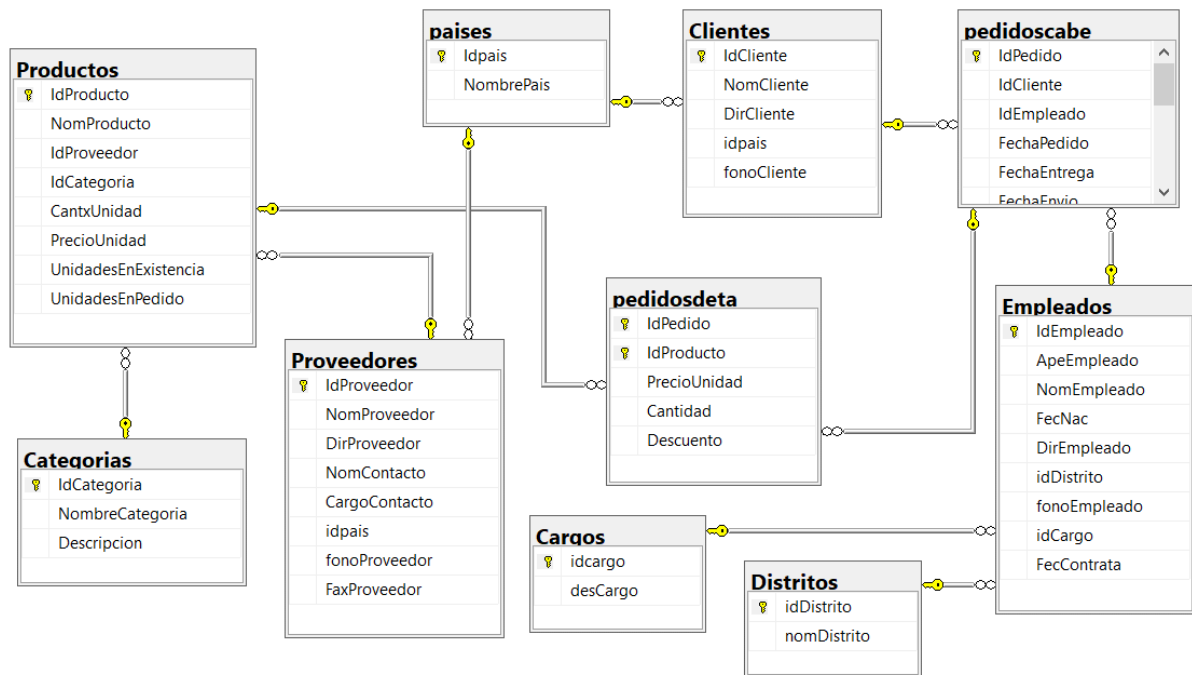 Productos
IdProducto
NomProducto
IdProveedor
IdCategoria
CantxUnidad
PrecioUnidad
UnidadesEnExistencia
UnidadesEnPedido
paises
Idpais
NombrePais
Clientes
IdCliente
NomCliente
DirCliente
idpais
fonoCliente
pedidoscabe
IdPedido
IdCliente
IdEmpleado
FechaPedido
FechaEntrega
FechaEnvio
Categorias
IdCategoria
NombreCategoria
Descripcion
Proveedores
IdProveedor
NomProveedor
DirProveedor
NomContacto
CargoContacto
idpais
fonoProveedor
FaxProveedor
pedidosdeta
IdPedido
IdProducto
PrecioUnidad
Cantidad
Descuento
Empleados
IdEmpleado
ApeEmpleado
NomEmpleado
FecNac
DirEmpleado
idDistrito
fonoEmpleado
idCargo
FecContrata
Cargos
idcargo
desCargo
Distritos
idDistrito
nomDistrito